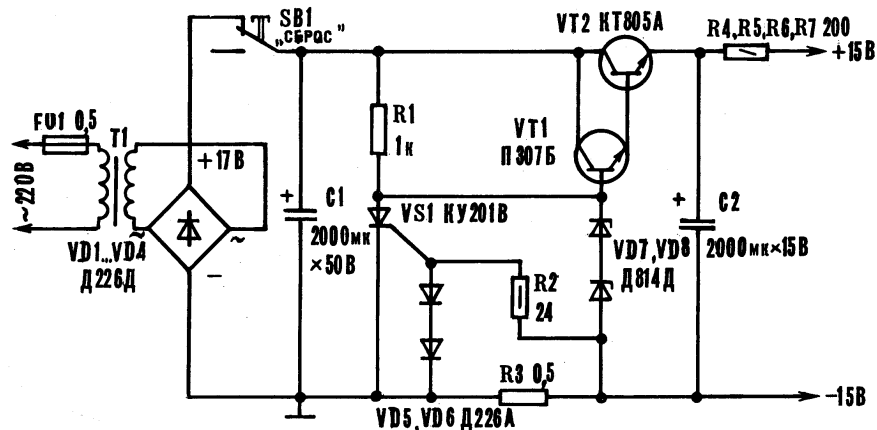 SB1
„СБРОС"
VT2 КТ805А
R4, R5, R6, R7 200
+15В
FU1 0,5
T1
+17В
~220В
R1
1к
VT1
П307Б
+
C1
2000мк
×50В
VS1 КУ201В
+
C2
2000мк×15В
VD1...VD4
Д226Д
~
~
−
VD7, VD8
Д814Д
R2
24
R3 0,5
VD5, VD6 Д226А
−15В